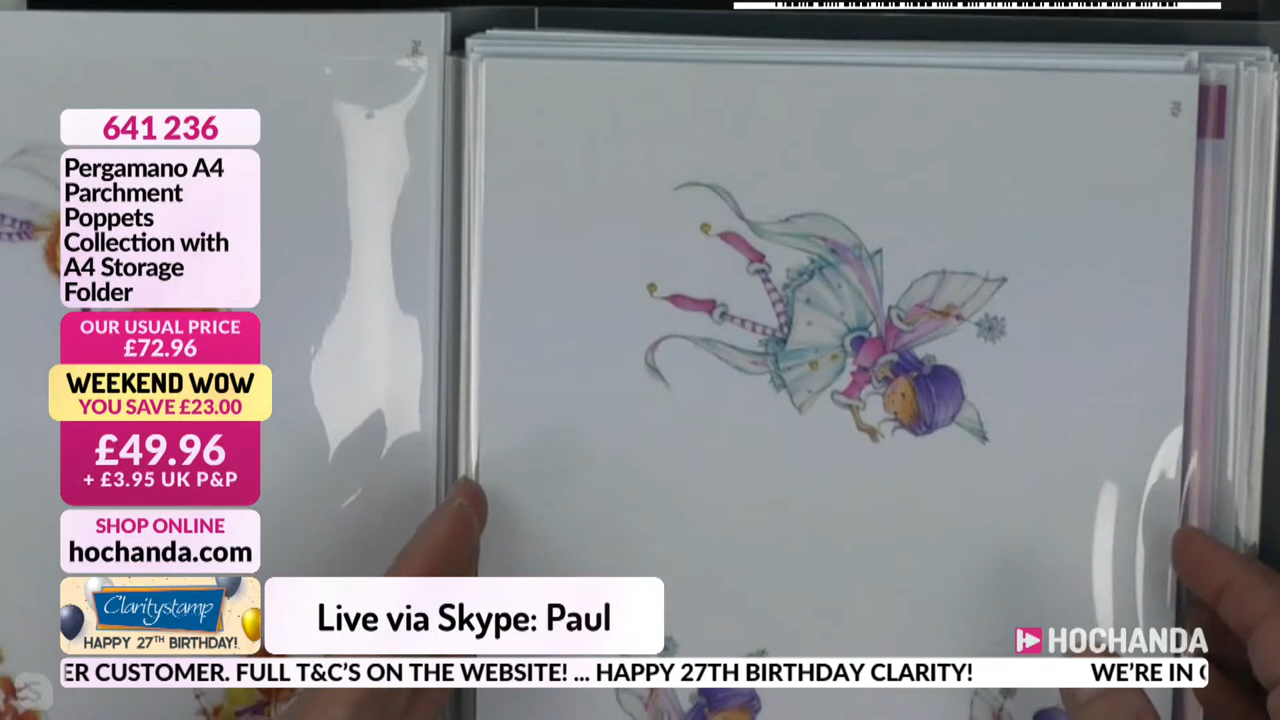 641 236
Pergamano A4
Parchment
Poppets
Collection with
A4 Storage
Folder
OUR USUAL PRICE
£72.96
WEEKEND WOW
YOU SAVE £23.00
£49.96
+ £3.95 UK P&P
SHOP ONLINE
hochanda.com
Claritystamp
HAPPY 27TH BIRTHDAY!
Live via Skype: Paul
HOCHANDA
ER CUSTOMER. FULL T&C'S ON THE WEBSITE! ... HAPPY 27TH BIRTHDAY CLARITY! WE'RE IN